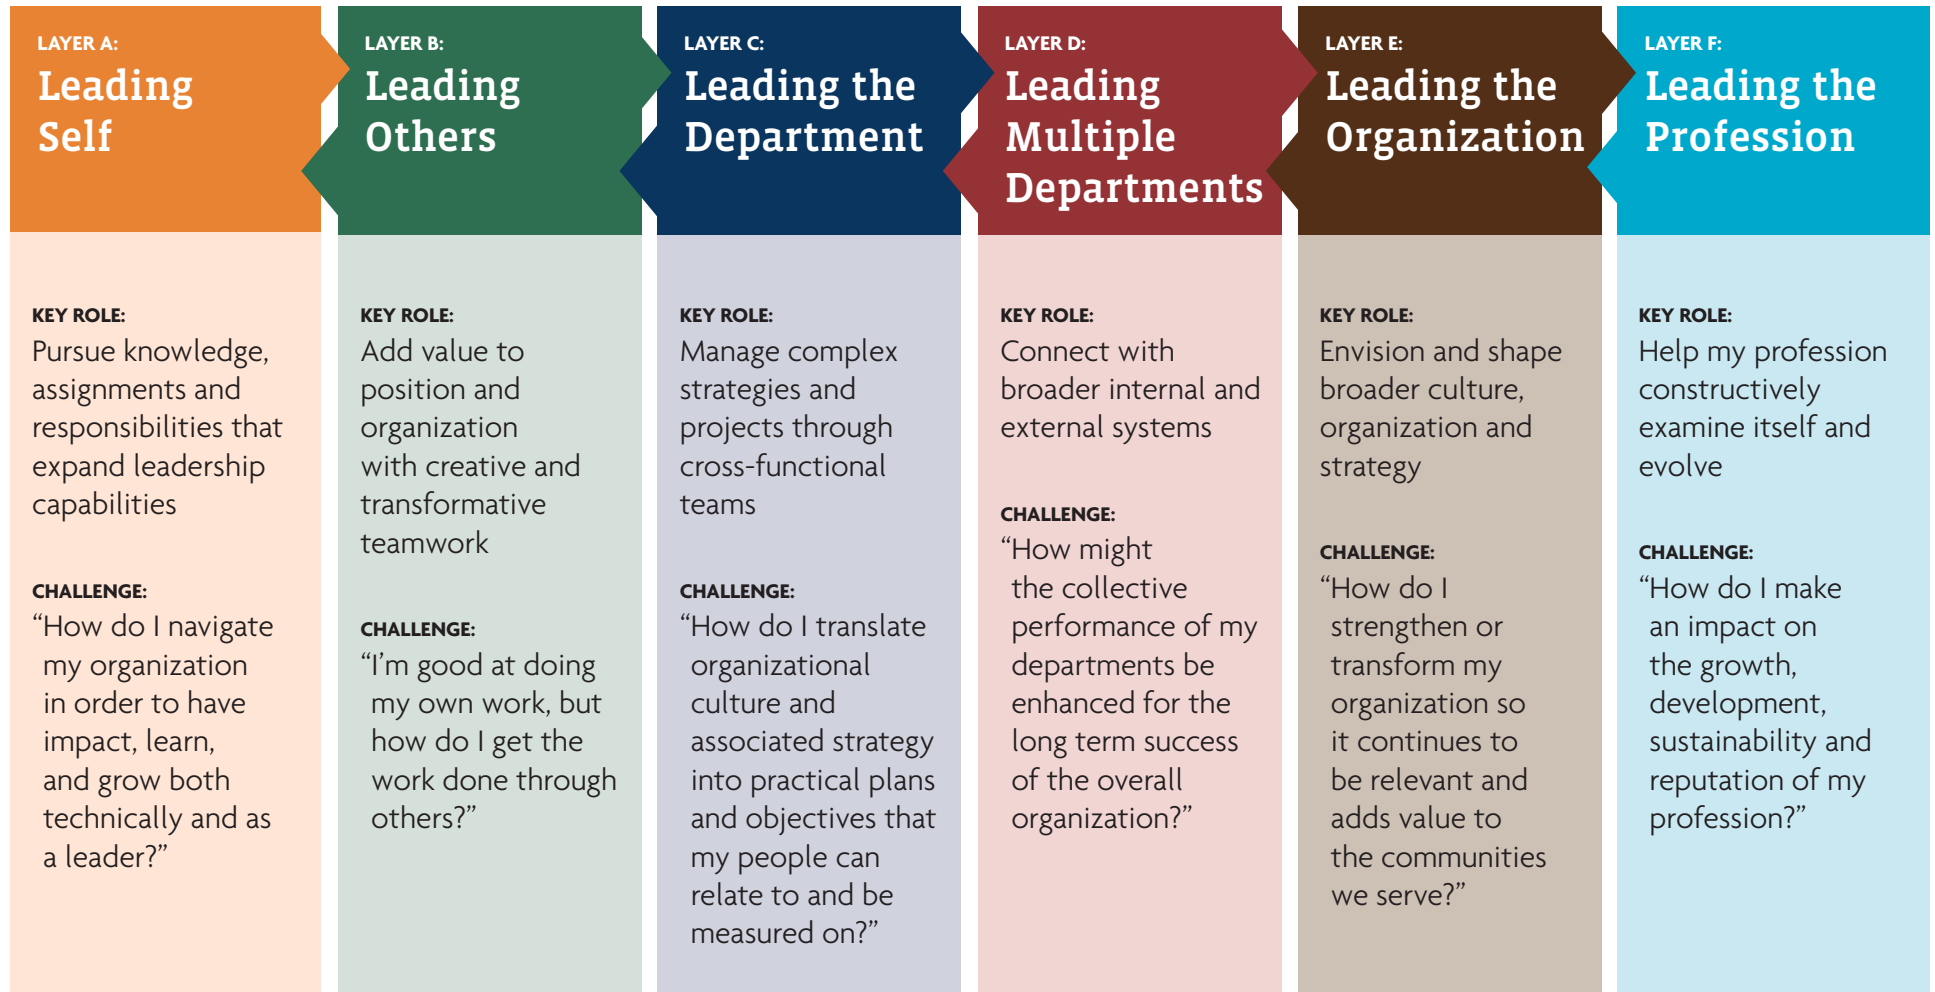 LAYER A:
Leading
Self
KEY ROLE:
Pursue knowledge,
assignments and
responsibilities that
expand leadership
capabilities
CHALLENGE:
“How do I navigate
my organization
in order to have
impact, learn,
and grow both
technically and as
a leader?”
LAYER B:
Leading
Others
KEY ROLE:
Add value to
position and
organization
with creative and
transformative
teamwork
CHALLENGE:
“I’m good at doing
my own work, but
how do I get the
work done through
others?”
LAYER C:
Leading the
Department
KEY ROLE:
Manage complex
strategies and
projects through
cross-functional
teams
CHALLENGE:
“How do I translate
organizational
culture and
associated strategy
into practical plans
and objectives that
my people can
relate to and be
measured on?”
LAYER D:
Leading
Multiple
Departments
KEY ROLE:
Connect with
broader internal and
external systems
CHALLENGE:
“How might
the collective
performance of my
departments be
enhanced for the
long term success
of the overall
organization?”
LAYER E:
Leading the
Organization
KEY ROLE:
Envision and shape
broader culture,
organization and
strategy
CHALLENGE:
“How do I
strengthen or
transform my
organization so
it continues to
be relevant and
adds value to
the communities
we serve?”
LAYER F:
Leading the
Profession
KEY ROLE:
Help my profession
constructively
examine itself and
evolve
CHALLENGE:
“How do I make
an impact on
the growth,
development,
sustainability and
reputation of my
profession?”